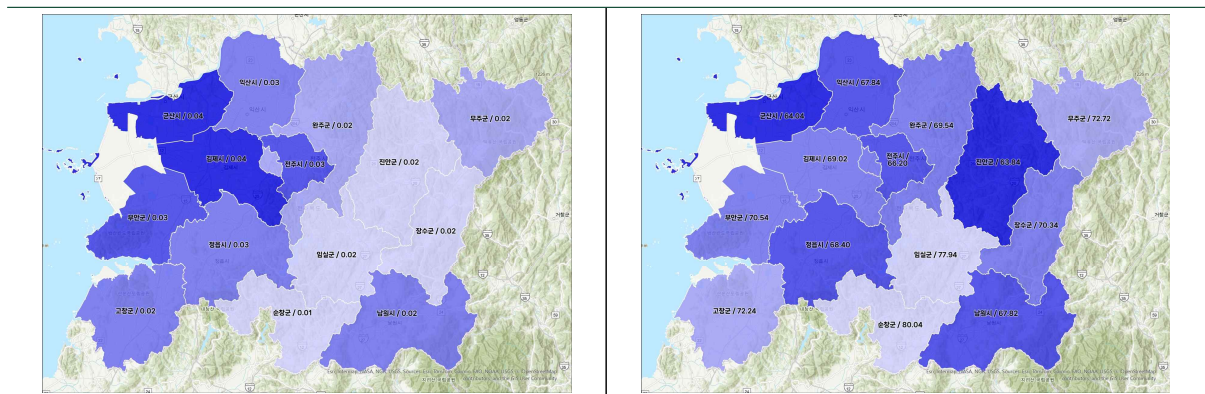 익산시 / 0.03
군산시 / 0.04
완주군 / 0.02
무주군 / 0.02
김제시 / 0.04
전주시 / 0.03
진안군 / 0.02
부안군 / 0.03
정읍시 / 0.03
장수군 / 0.02
임실군 / 0.02
고창군 / 0.02
순창군 / 0.01
남원시 / 0.02
익산시 / 67.84
군산시 / 64.04
완주군 / 69.54
무주군 / 72.72
김제시 / 69.02
전주시 /
66.20
진안군 / 63.04
부안군 / 70.54
정읍시 / 68.40
장수군 / 70.34
임실군 / 77.94
고창군 / 72.24
순창군 / 80.04
남원시 / 67.82